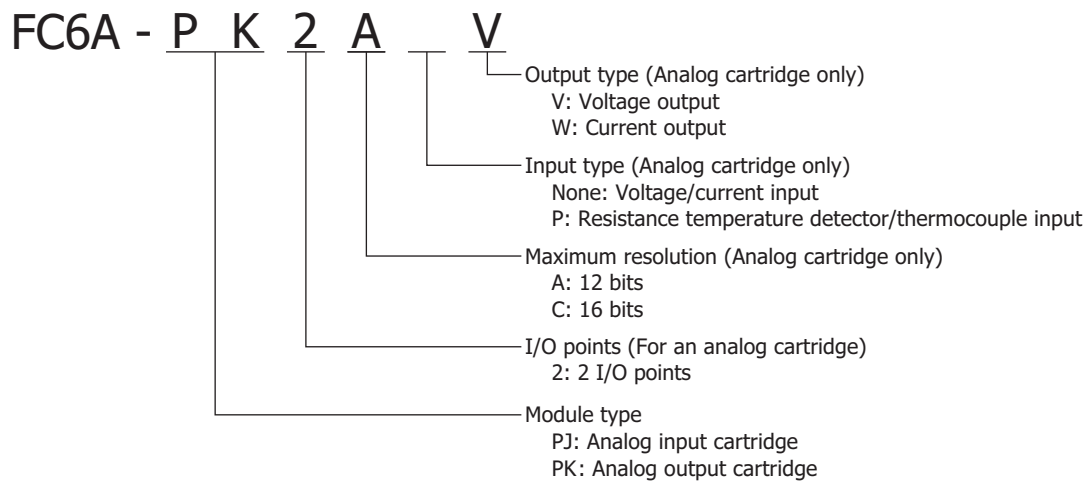 FC6A - P K 2 A V
Output type (Analog cartridge only)
V: Voltage output
W: Current output
Input type (Analog cartridge only)
None: Voltage/current input
P: Resistance temperature detector/thermocouple input
Maximum resolution (Analog cartridge only)
A: 12 bits
C: 16 bits
I/O points (For an analog cartridge)
2: 2 I/O points
Module type
PJ: Analog input cartridge
PK: Analog output cartridge